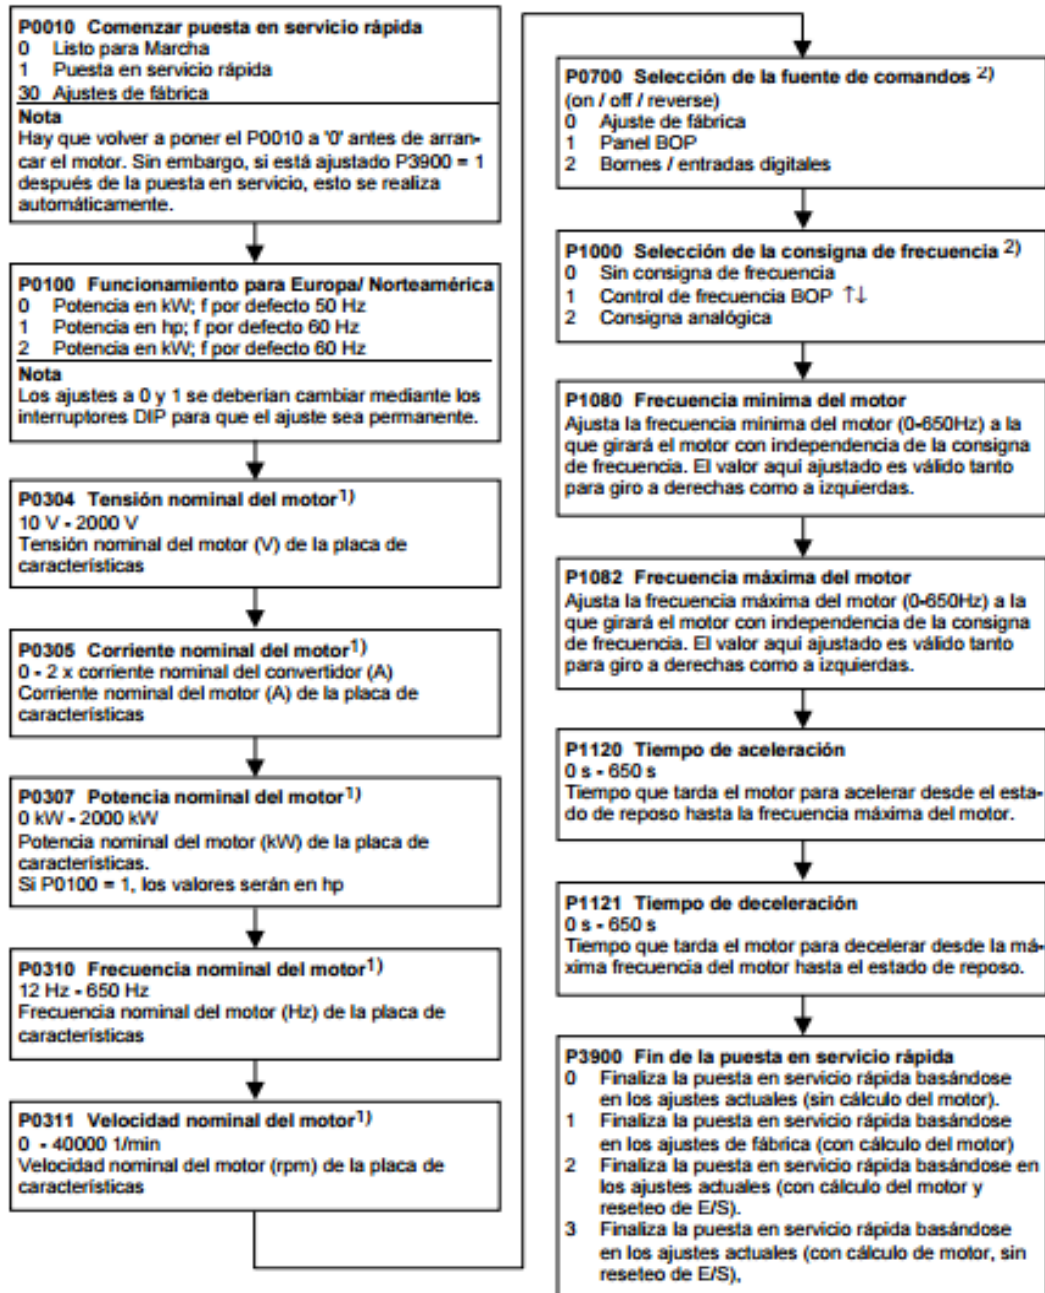 P0010 Comenzar puesta en servicio rápida
0 Listo para Marcha
1 Puesta en servicio rápida
30 Ajustes de fábrica
Nota
Hay que volver a poner el P0010 a '0' antes de arran-
car el motor. Sin embargo, si está ajustado P3900 = 1
después de la puesta en servicio, esto se realiza
automáticamente.
P0100 Funcionamiento para Europa/ Norteamérica
0 Potencia en kW; f por defecto 50 Hz
1 Potencia en hp; f por defecto 60 Hz
2 Potencia en kW; f por defecto 60 Hz
Nota
Los ajustes a 0 y 1 se deberian cambiar mediante los
interruptores DIP para que el ajuste sea permanente.
P0304 Tensión nominal del motor1)
10 V - 2000 V
Tensión nominal del motor (V) de la placa de
características
P0305 Corriente nominal del motor1)
0 - 2 x corriente nominal del convertidor (A)
Corriente nominal del motor (A) de la placa de
características
P0307 Potencia nominal del motor1)
0 kW - 2000 kW
Potencia nominal del motor (kW) de la placa de
características.
Si P0100 = 1, los valores serán en hp
P0310 Frecuencia nominal del motor1)
12 Hz - 650 Hz
Frecuencia nominal del motor (Hz) de la placa de
características
P0311 Velocidad nominal del motor1)
0 - 40000 1/min
Velocidad nominal del motor (rpm) de la placa de
características
P0700 Selección de la fuente de comandos 2)
(on / off / reverse)
0 Ajuste de fábrica
1 Panel BOP
2 Bornes / entradas digitales
P1000 Selección de la consigna de frecuencia 2)
0 Sin consigna de frecuencia
1 Control de frecuencia BOP ↑↓
2 Consigna analógica
P1080 Frecuencia mínima del motor
Ajusta la frecuencia mínima del motor (0-650Hz) a la
que girará el motor con independencia de la consigna
de frecuencia. El valor aquí ajustado es válido tanto
para giro a derechas como a izquierdas.
P1082 Frecuencia máxima del motor
Ajusta la frecuencia máxima del motor (0-650Hz) a la
que girará el motor con independencia de la consigna
de frecuencia. El valor aquí ajustado es válido tanto
para giro a derechas como a izquierdas.
P1120 Tiempo de aceleración
0 s - 650 s
Tiempo que tarda el motor para acelerar desde el esta-
do de reposo hasta la frecuencia máxima del motor.
P1121 Tiempo de deceleración
0 s - 650 s
Tiempo que tarda el motor para decelerar desde la má-
xima frecuencia del motor hasta el estado de reposo.
P3900 Fin de la puesta en servicio rápida
0 Finaliza la puesta en servicio rápida basándose
en los ajustes actuales (sin cálculo del motor).
1 Finaliza la puesta en servicio rápida basándose
en los ajustes de fábrica (con cálculo del motor)
2 Finaliza la puesta en servicio rápida basándose en
los ajustes actuales (con cálculo del motor y
reseteo de E/S).
3 Finaliza la puesta en servicio rápida basándose
en los ajustes actuales (con cálculo de motor, sin
reseteo de E/S),